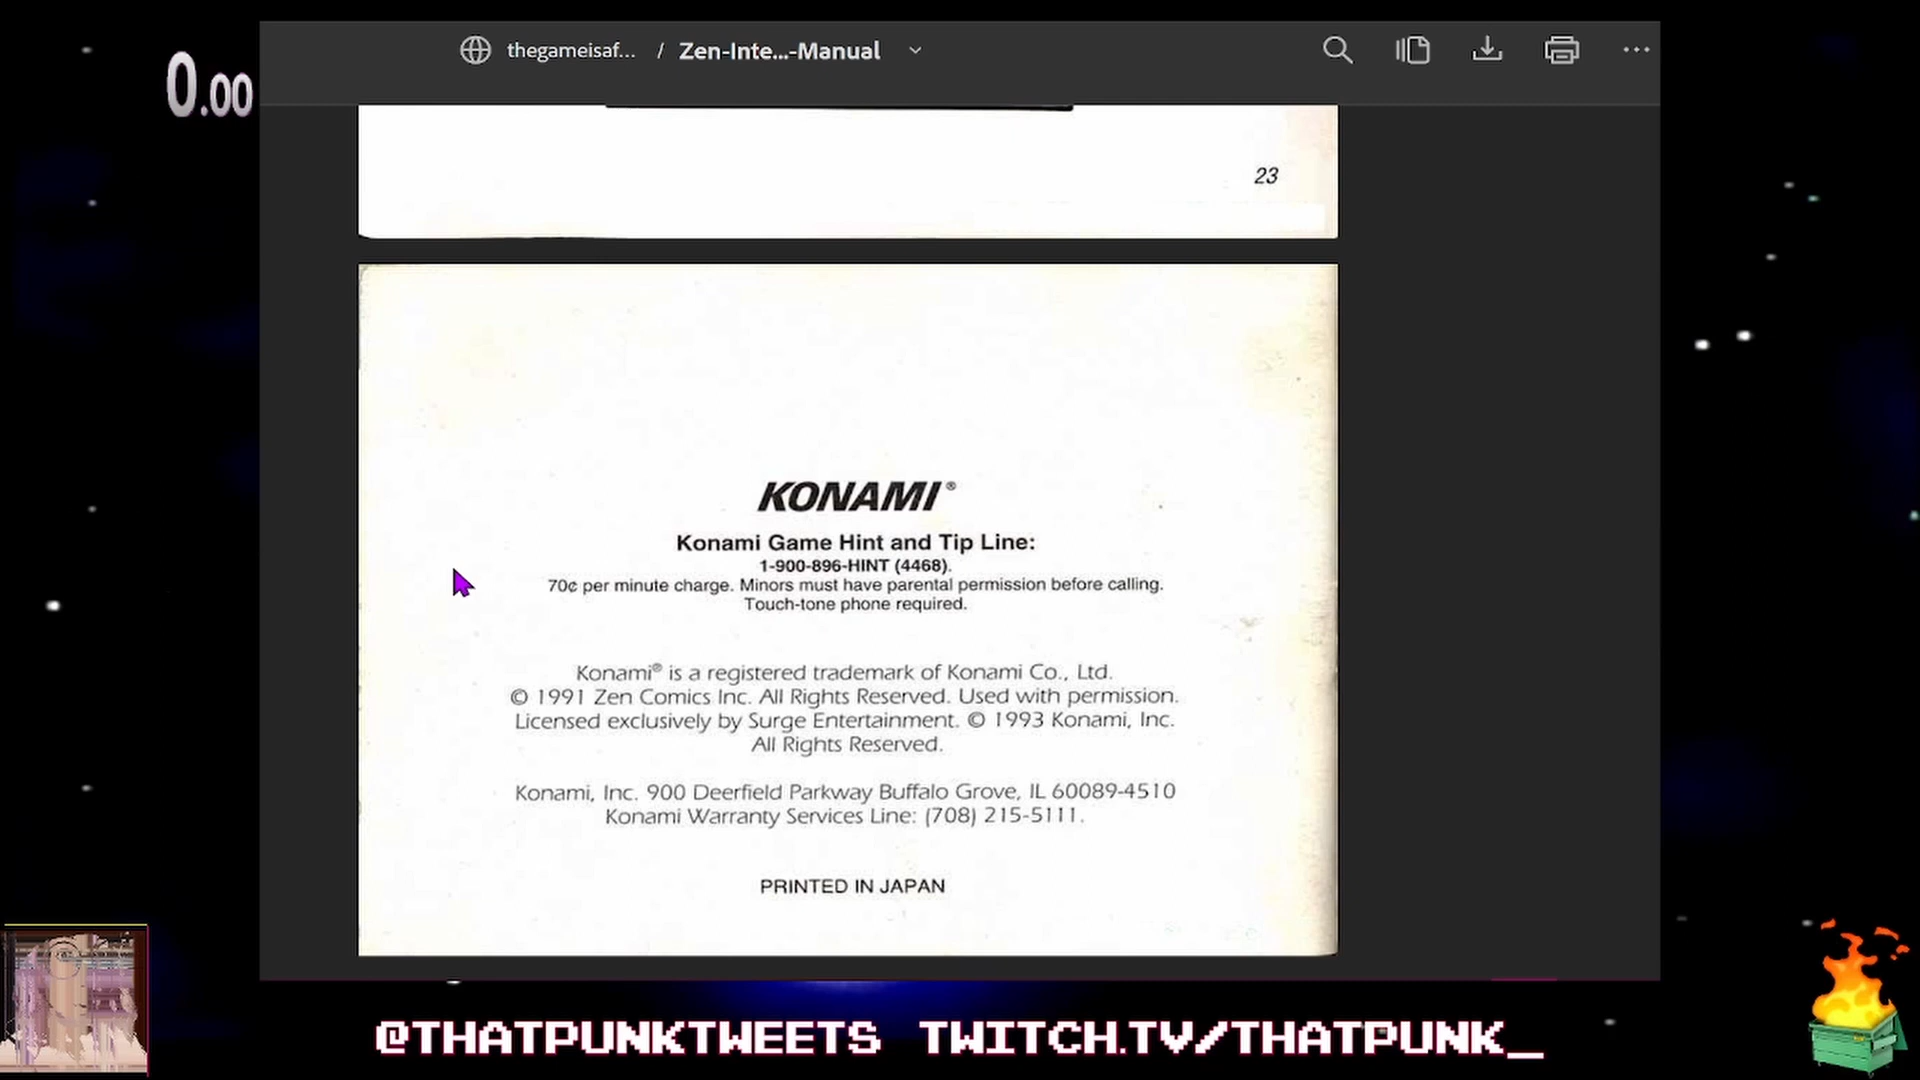 0.00
thegameisaf... / Zen-Inte...-Manual
23
KONAMI®
Konami Game Hint and Tip Line:
1-900-896-HINT (4468).
70¢ per minute charge. Minors must have parental permission before calling.
Touch-tone phone required.
Konami® is a registered trademark of Konami Co., Ltd.
© 1991 Zen Comics Inc. All Rights Reserved. Used with permission.
Licensed exclusively by Surge Entertainment. © 1993 Konami, Inc.
All Rights Reserved.
Konami, Inc. 900 Deerfield Parkway Buffalo Grove, IL 60089-4510
Konami Warranty Services Line: (708) 215-5111.
PRINTED IN JAPAN
@THATPUNKTWEETS TWITCH.TV/THATPUNK_